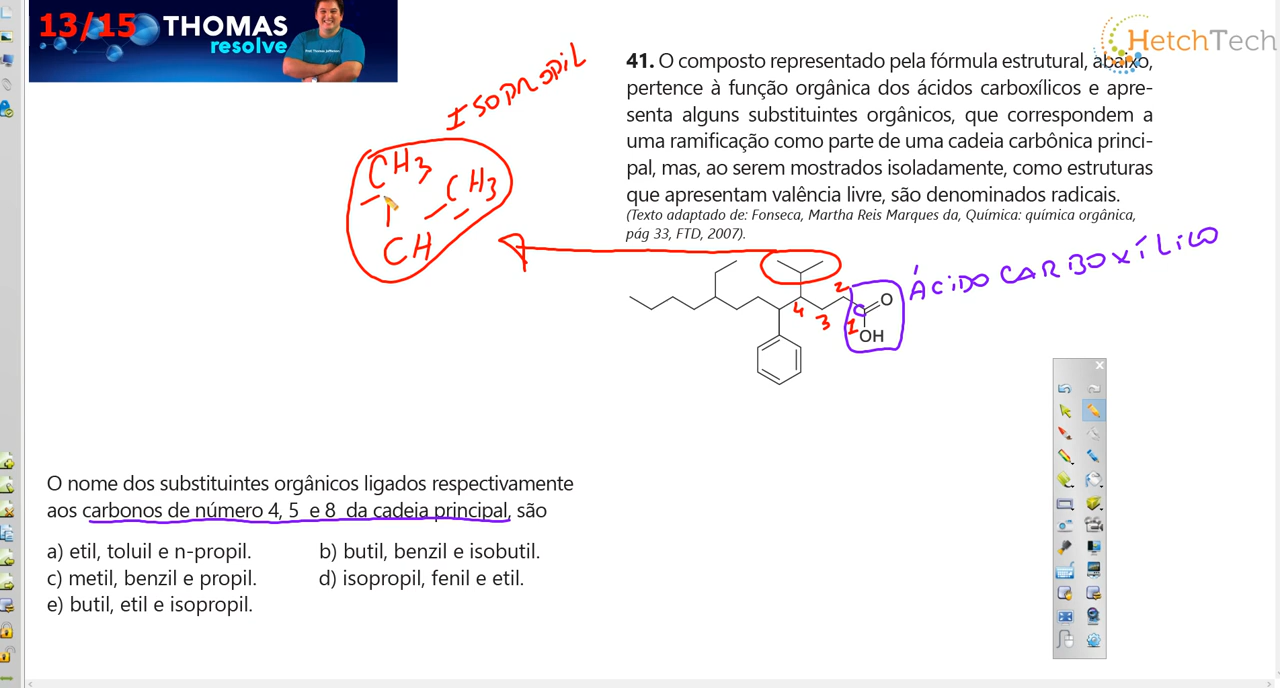 13/15 THOMAS
resolve
Prof. Thomas Jefferson
HetchTech
ISOPROPIL
CH3
CH3
CH
41. O composto representado pela fórmula estrutural, abaixo,
pertence à função orgânica dos ácidos carboxílicos e apre-
senta alguns substituintes orgânicos, que correspondem a
uma ramificação como parte de uma cadeia carbônica princi-
pal, mas, ao serem mostrados isoladamente, como estruturas
que apresentam valência livre, são denominados radicais.
(Texto adaptado de: Fonseca, Martha Reis Marques da, Química: química orgânica,
pág 33, FTD, 2007).
ÁCIDO CARBOXÍLICO
2
O
C
4
3
1
OH
O nome dos substituintes orgânicos ligados respectivamente
aos carbonos de número 4, 5 e 8 da cadeia principal, são
a) etil, toluil e n-propil. b) butil, benzil e isobutil.
c) metil, benzil e propil. d) isopropil, fenil e etil.
e) butil, etil e isopropil.
x